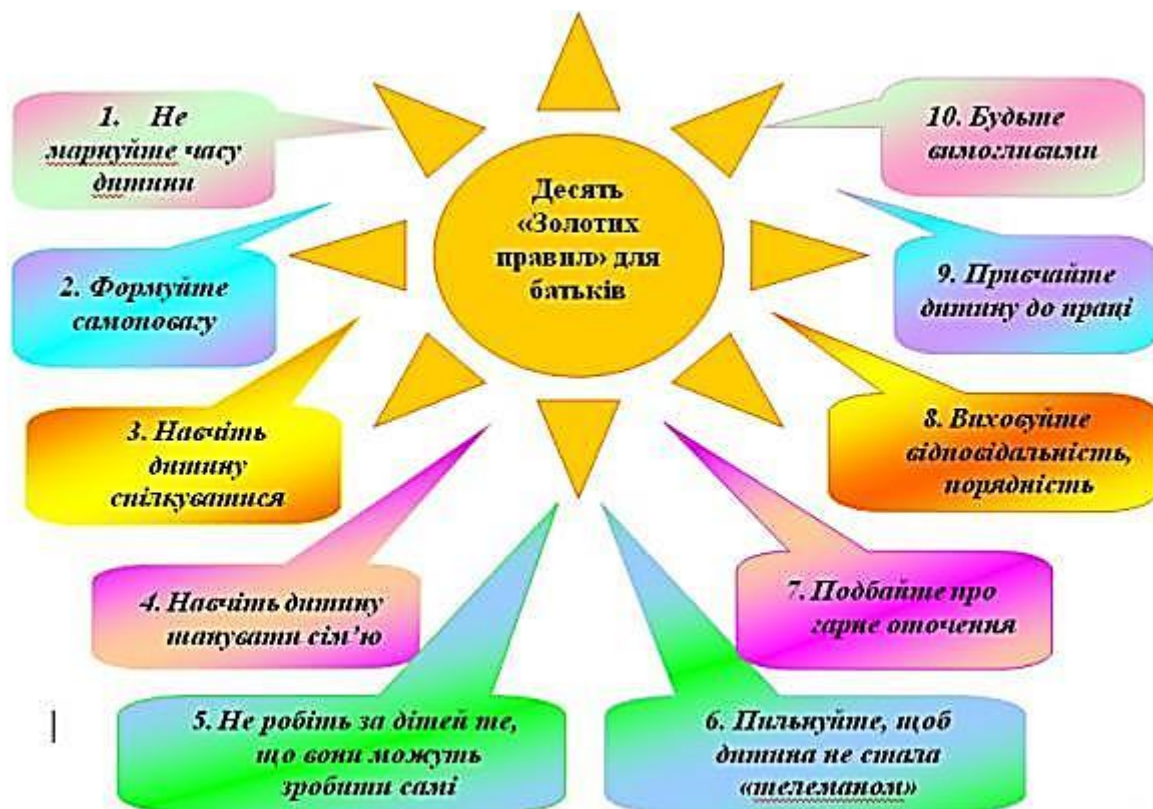 Десять
«Золотих
правил» для
батьків
1. Не
марнуйте часу
дитини
2. Формуйте
самоповагу
3. Навчіть
дитину
спілкуватися
4. Навчіть дитину
шанувати сім’ю
5. Не робіть за дітей те,
що вони можуть
зробити самі
6. Пильнуйте, щоб
дитина не стала
«телеманом»
7. Подбайте про
гарне оточення
8. Виховуйте
відповідальність,
порядність
9. Привчайте
дитину до праці
10. Будьте
вимогливими